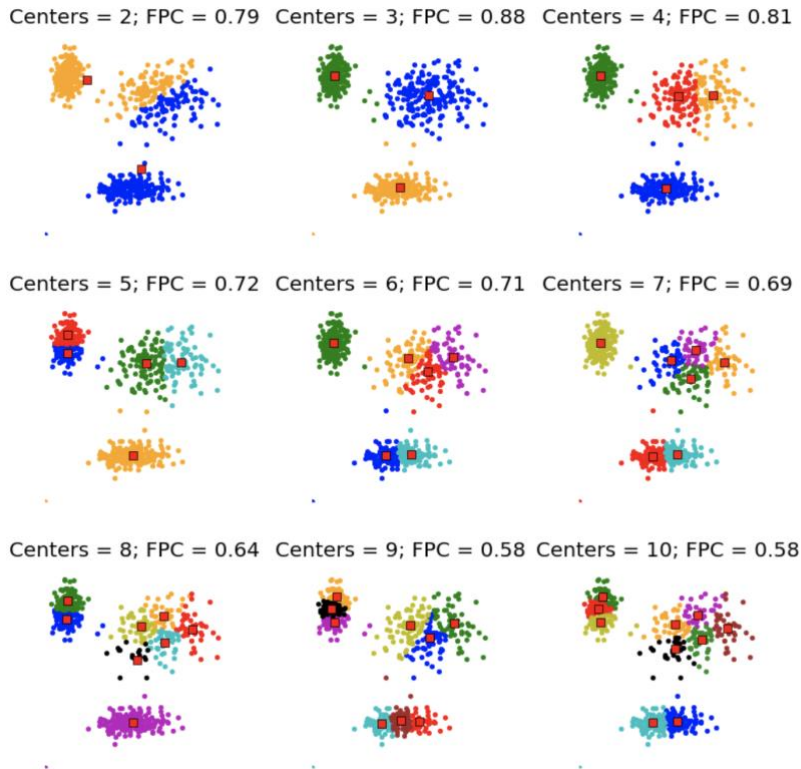 Centers = 2; FPC = 0.79
Centers = 3; FPC = 0.88
Centers = 4; FPC = 0.81
Centers = 5; FPC = 0.72
Centers = 6; FPC = 0.71
Centers = 7; FPC = 0.69
Centers = 8; FPC = 0.64
Centers = 9; FPC = 0.58
Centers = 10; FPC = 0.58